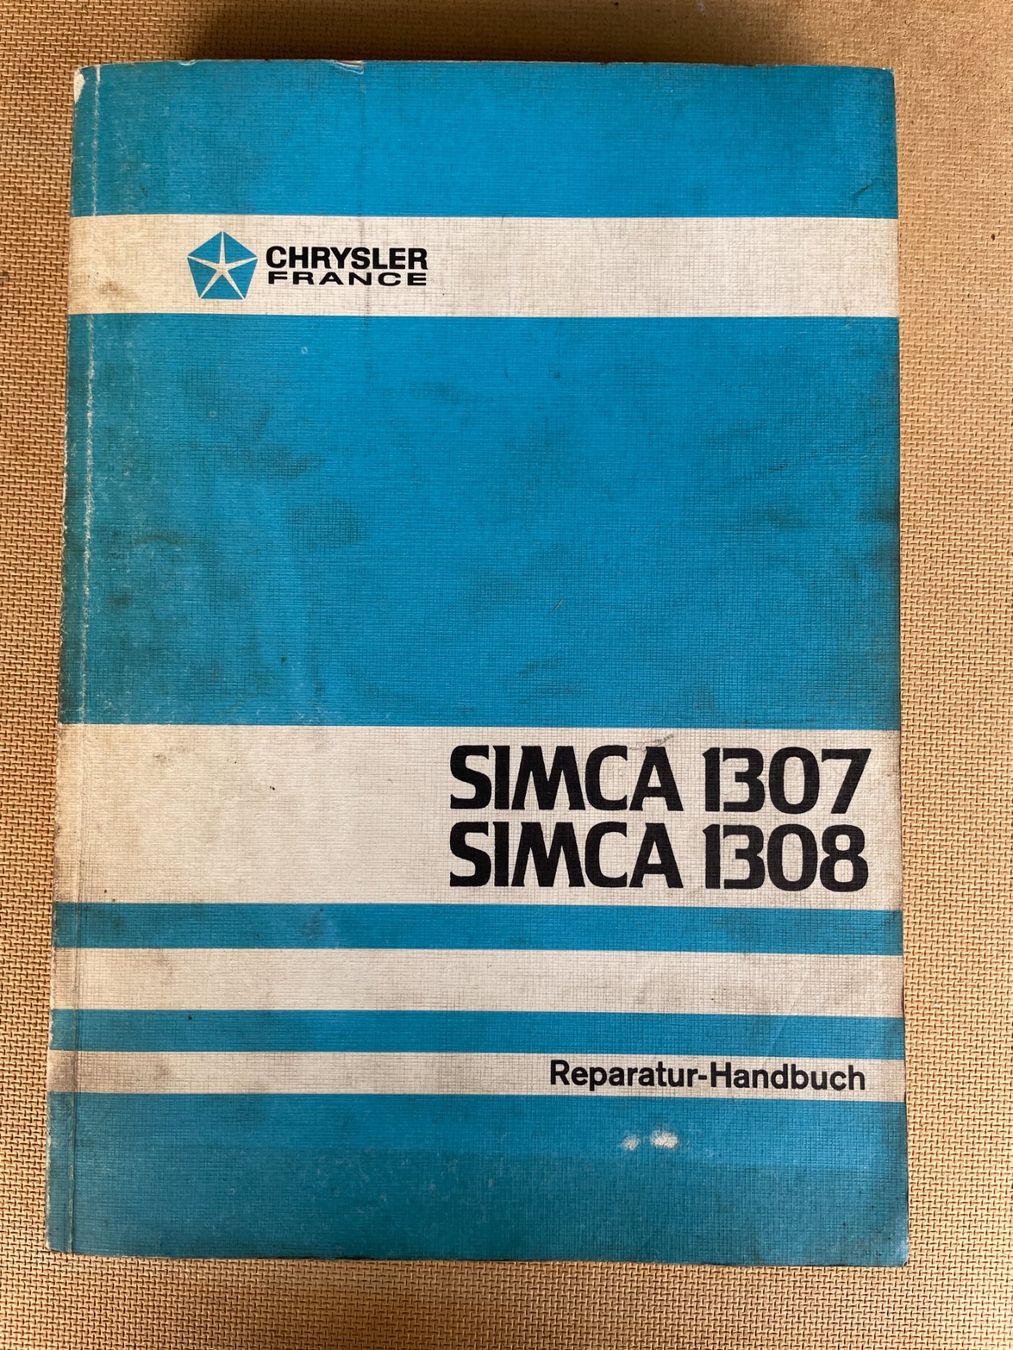 CHRYSLER
FRANCE
SIMCA 1307
SIMCA 1308
Reparatur-Handbuch